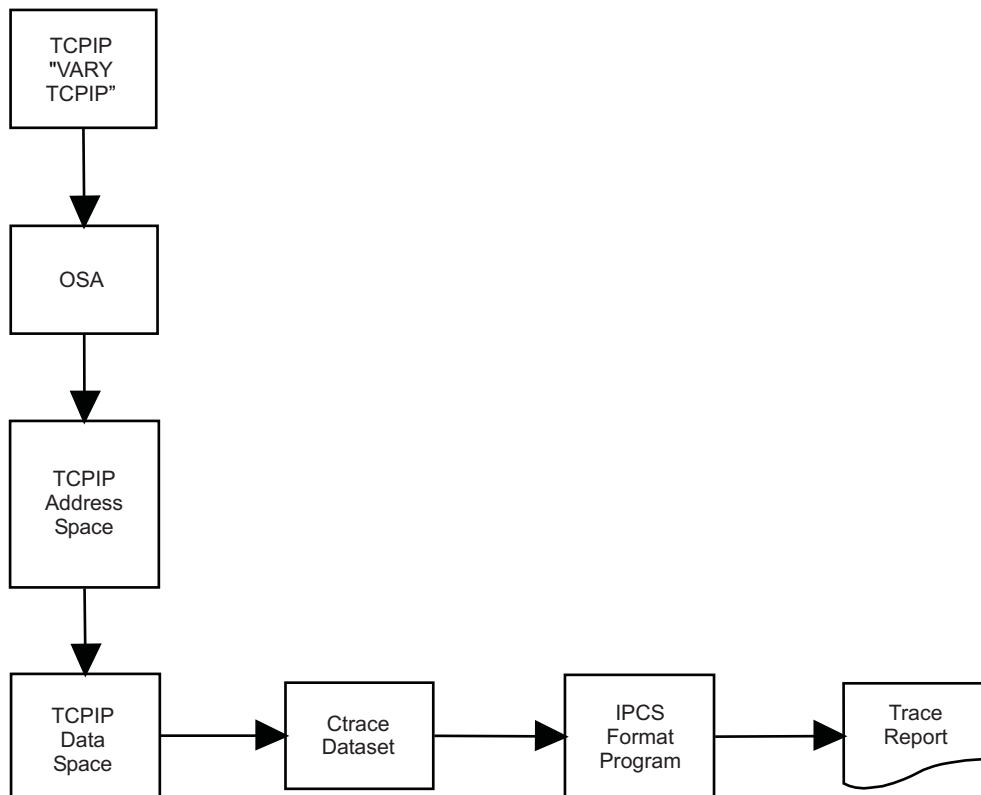 TCPIP
"VARY
TCPIP”
OSA
TCPIP
Address
Space
TCPIP
Data
Space
Ctrace
Dataset
IPCS
Format
Program
Trace
Report